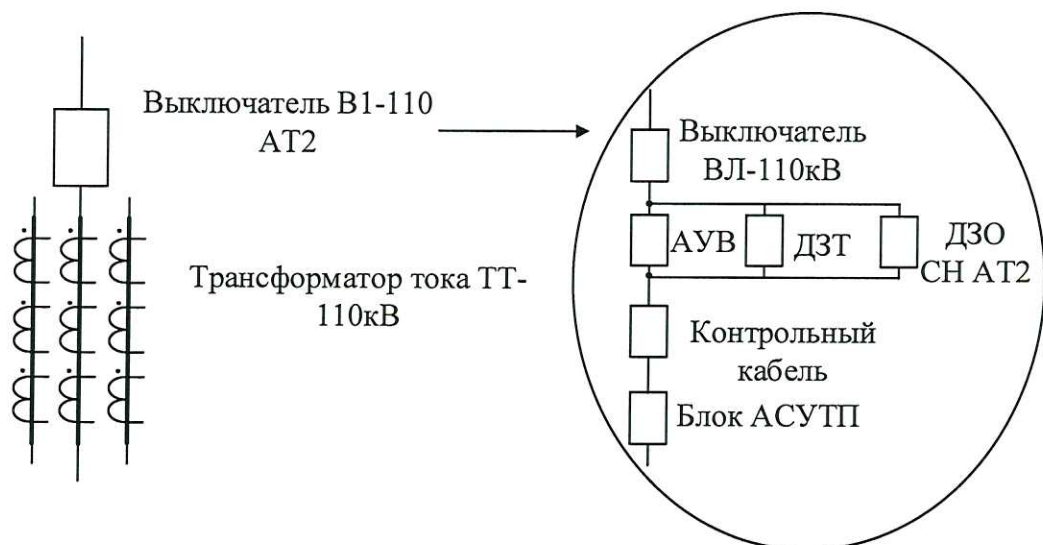 Выключатель В1-110
АТ2
Трансформатор тока ТТ-
110кВ
Выключатель
ВЛ-110кВ
АУВ
ДЗТ
ДЗО
СН АТ2
Контрольный
кабель
Блок АСУТП